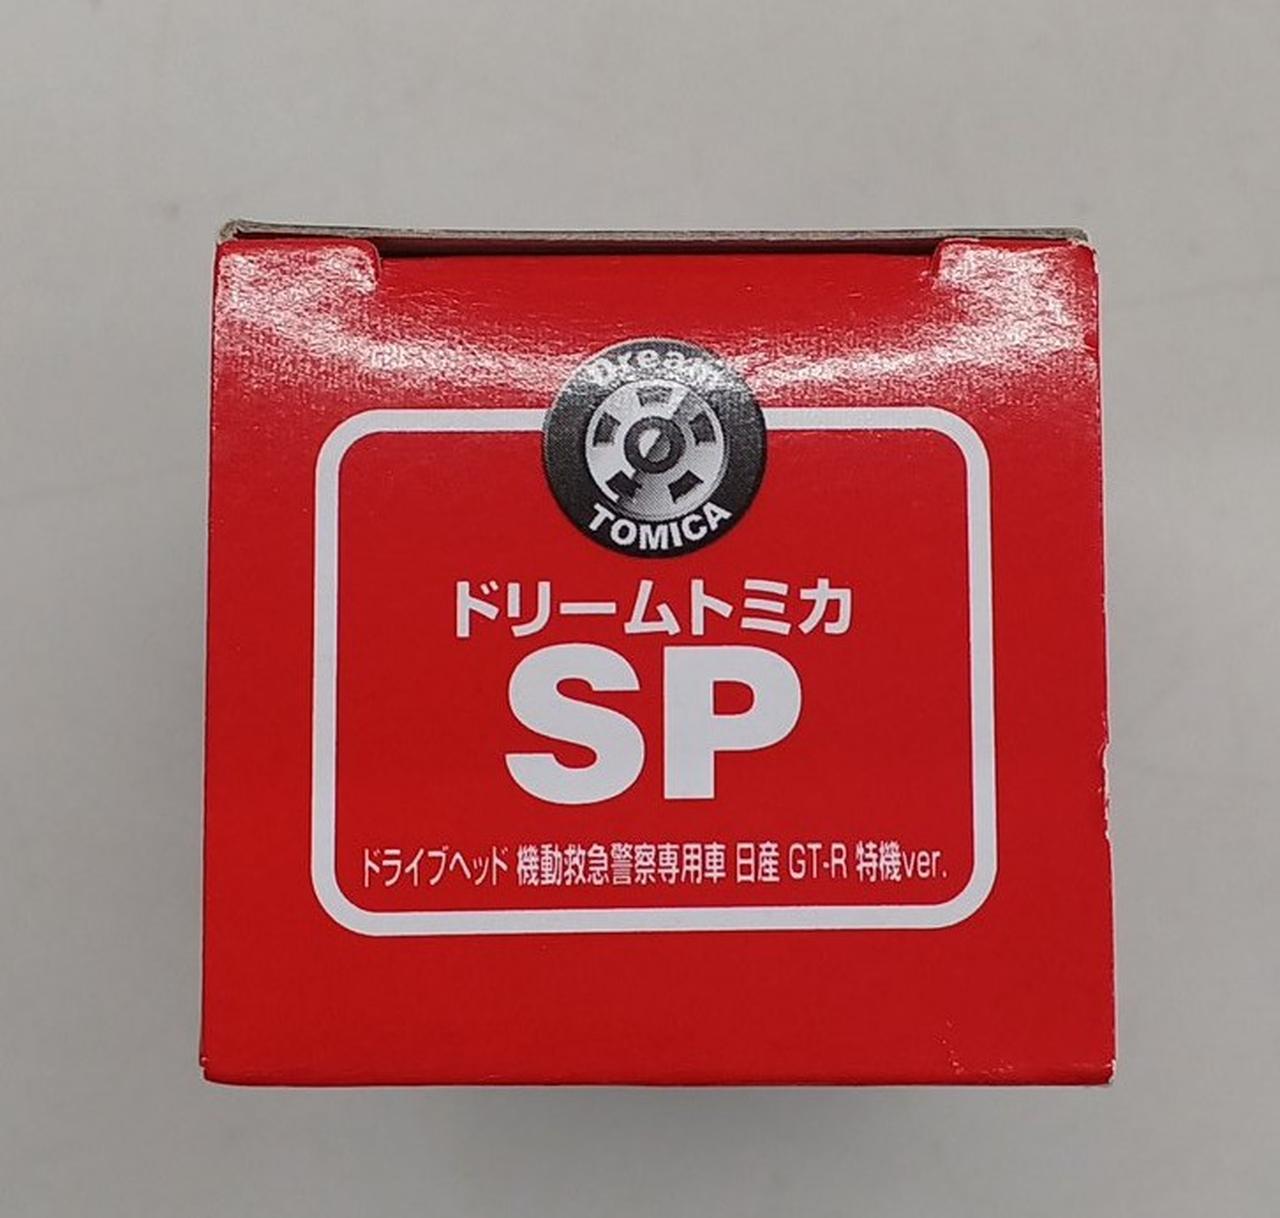 Dream
TOMICA
ドリームトミカ
SP
ドライブヘッド 機動救急警察専用車 日産 GT-R 特機ver.